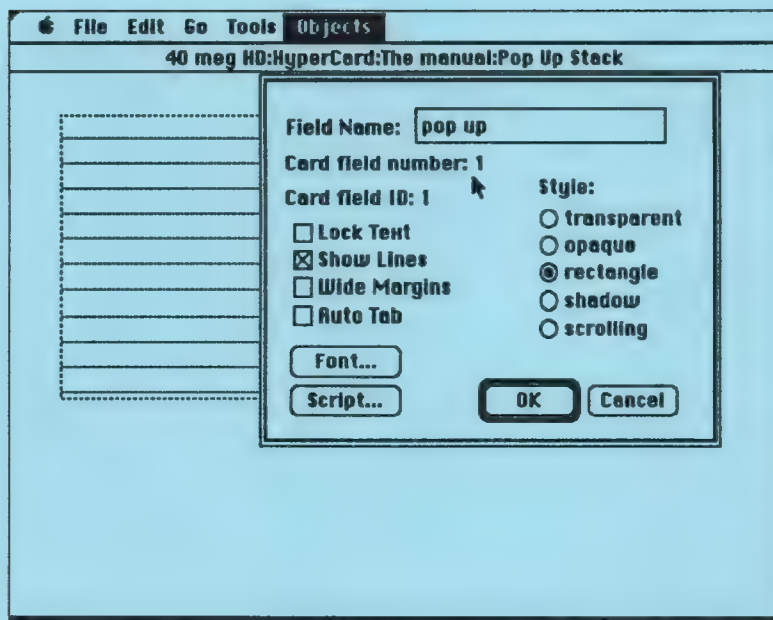 File Edit Go Tools Objects
40 meg HD:HyperCard:The manual:Pop Up Stack
Field Name: pop up
Card field number: 1
Card field ID: 1
Lock Text
Show Lines
Wide Margins
Auto Tab
Style:
transparent
opaque
rectangle
shadow
scrolling
Font...
Script...
OK
Cancel